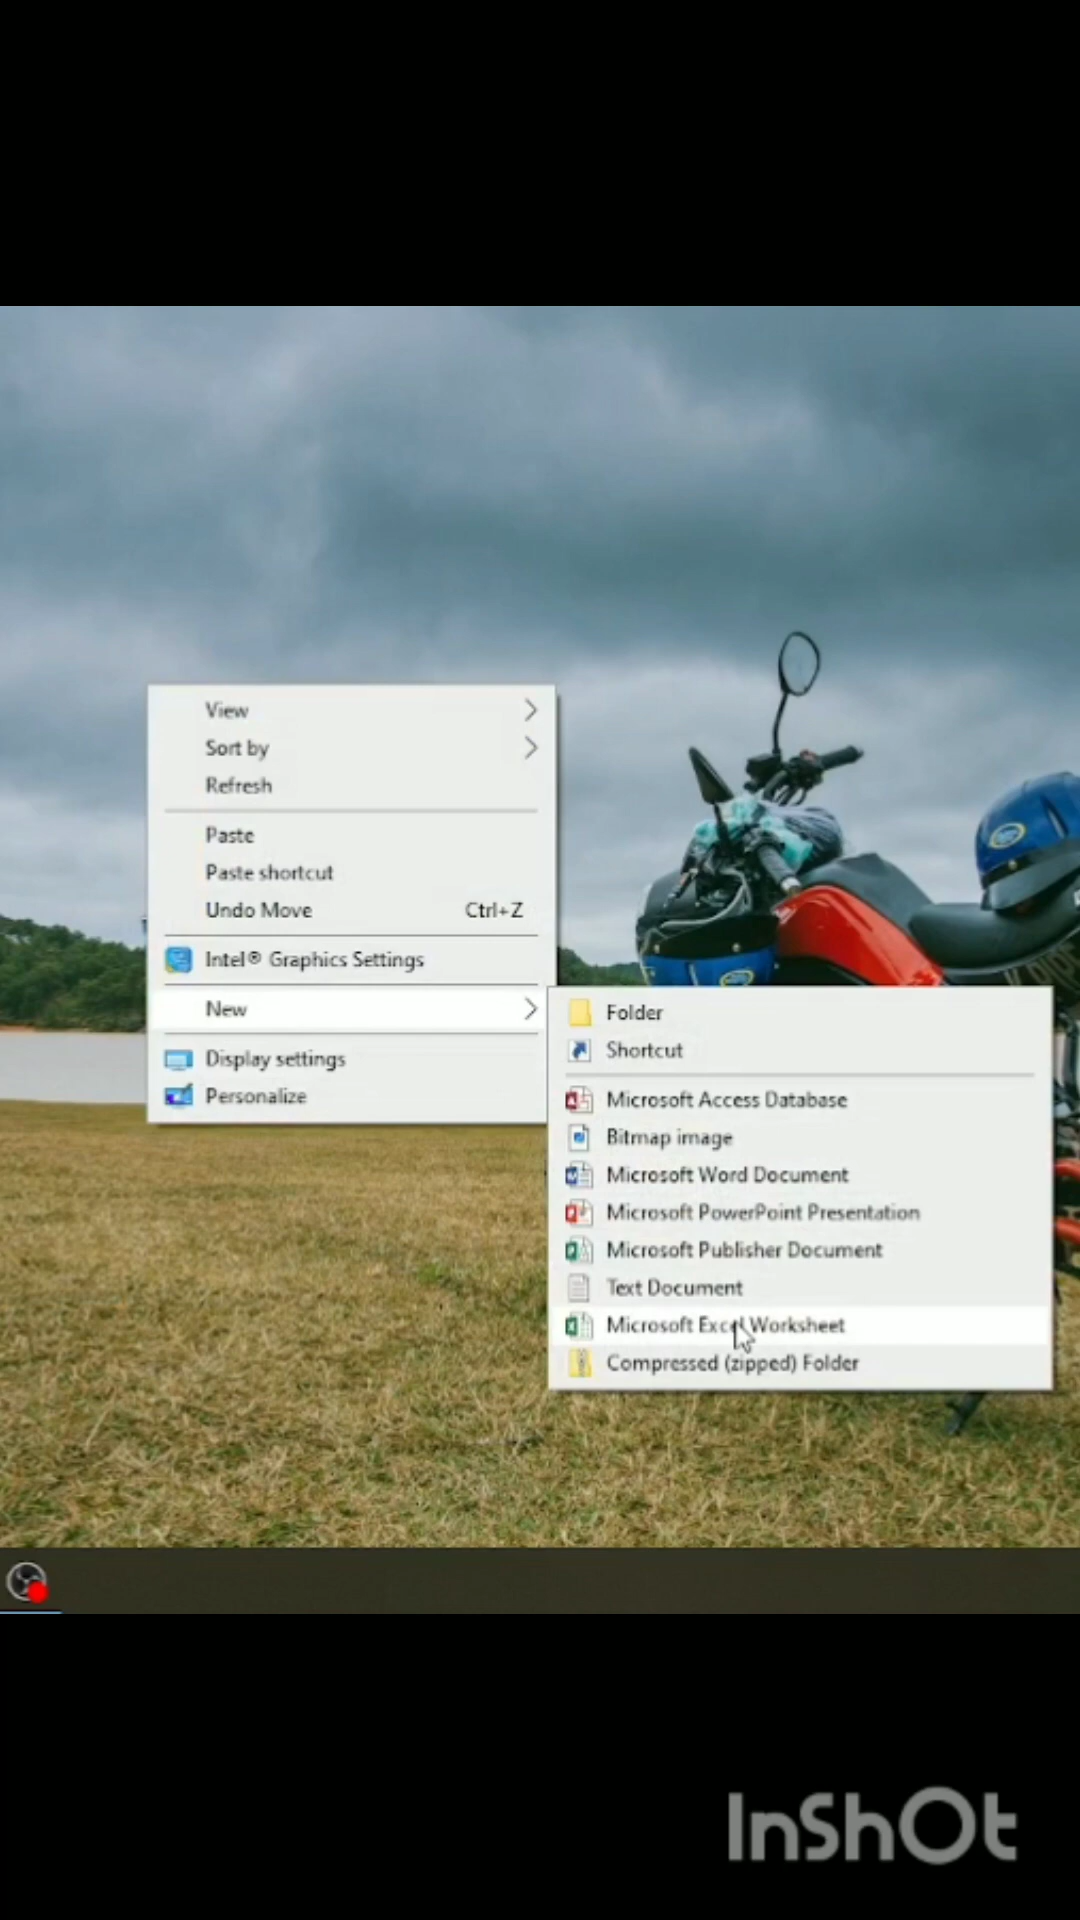 View
Sort by
Refresh
Paste
Paste shortcut
Undo Move Ctrl+Z
Intel® Graphics Settings
New
Display settings
Personalize
Folder
Shortcut
Microsoft Access Database
Bitmap image
Microsoft Word Document
Microsoft PowerPoint Presentation
Microsoft Publisher Document
Text Document
Microsoft Excel Worksheet
Compressed (zipped) Folder
InShOt